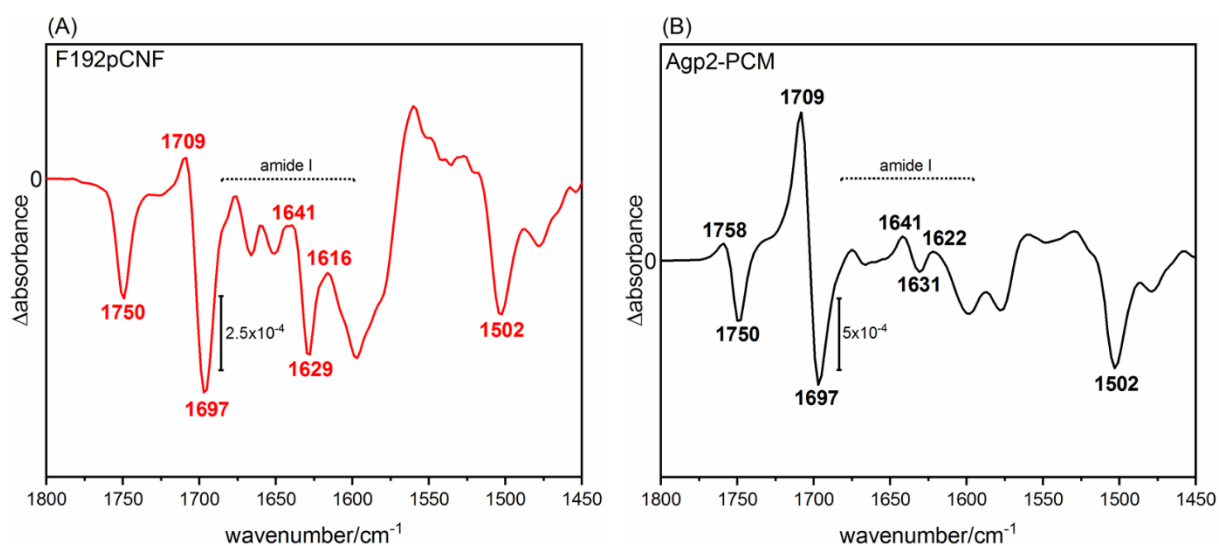 (A)
F192pCNF
1709
amide I
0
1641
1616
1750
2.5x10⁻⁴
1502
1629
1697
Δabsorbance
1800 1750 1700 1650 1600 1550 1500 1450
wavenumber/cm⁻¹
(B)
Agp2-PCM
1709
amide I
1758
1641
1622
0
1631
1750
5x10⁻⁴
1502
1697
Δabsorbance
1800 1750 1700 1650 1600 1550 1500 1450
wavenumber/cm⁻¹